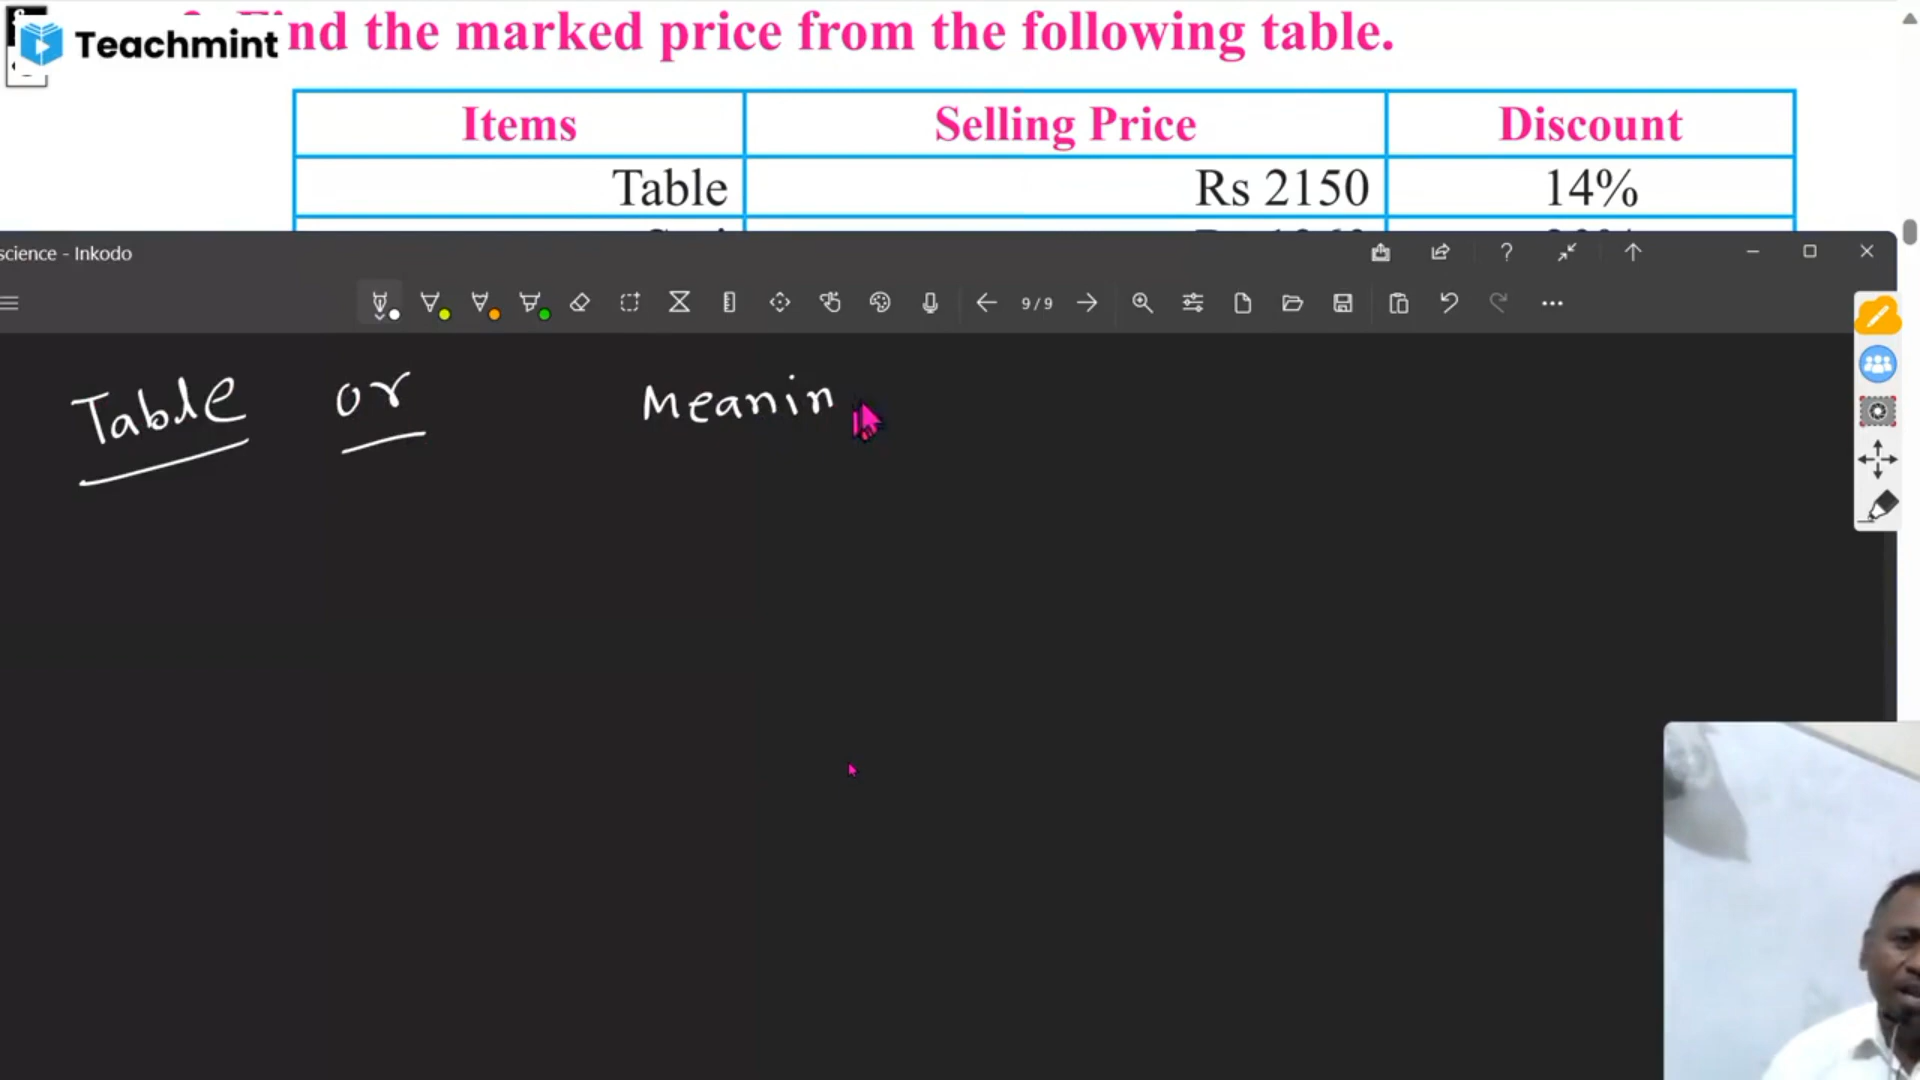 Teachmint
nd the marked price from the following table.
Items Selling Price Discount
Table Rs 2150 14%
science - Inkodo
9/9
Table or Meanin